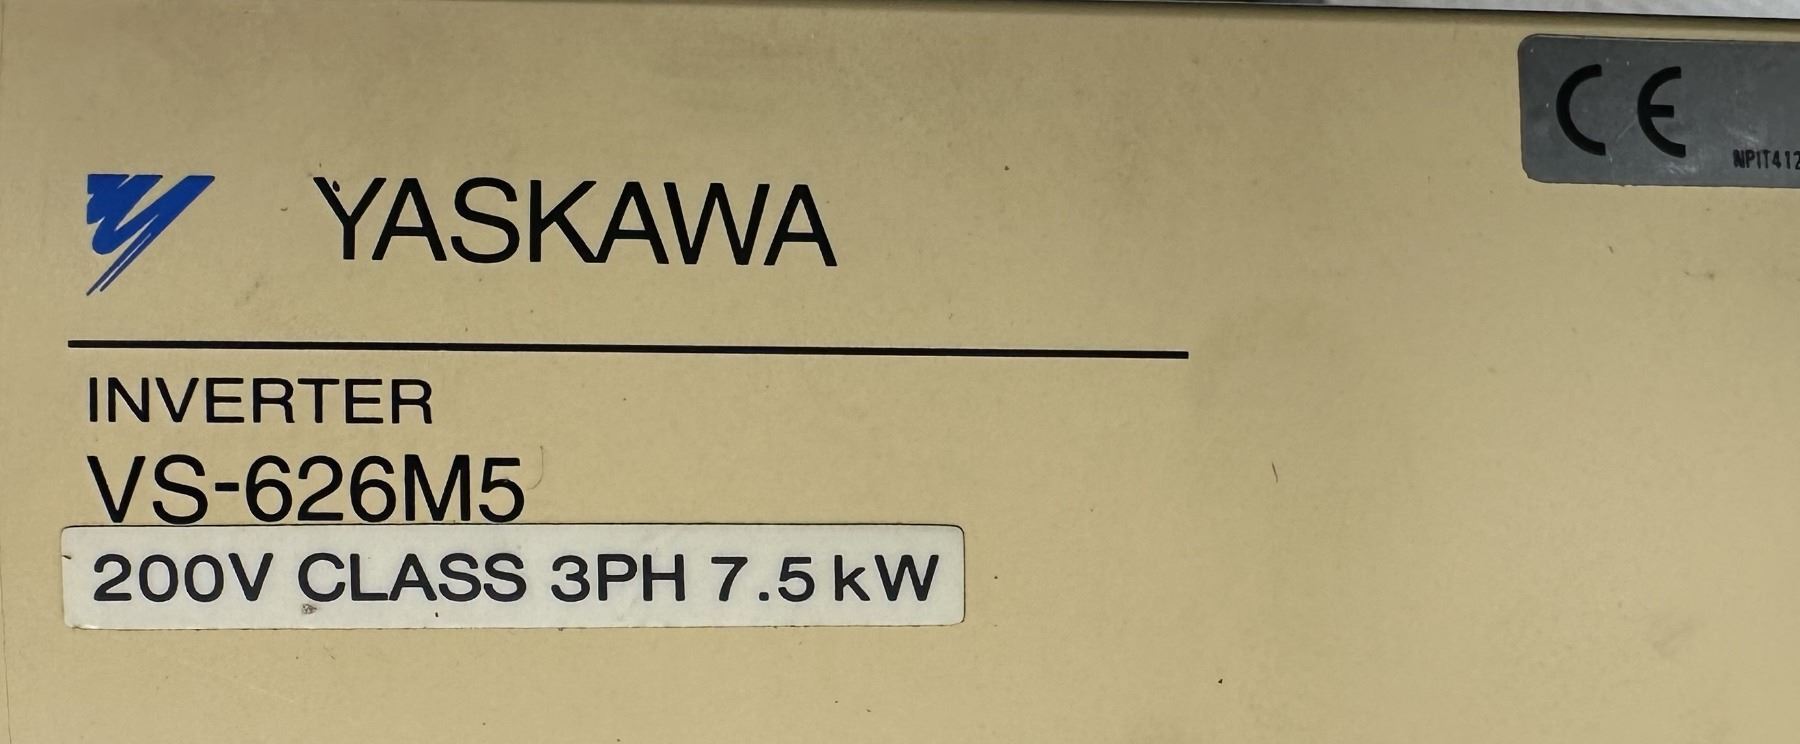 CE
NPIT412
YASKAWA
INVERTER
VS-626M5
200V CLASS 3PH 7.5kW